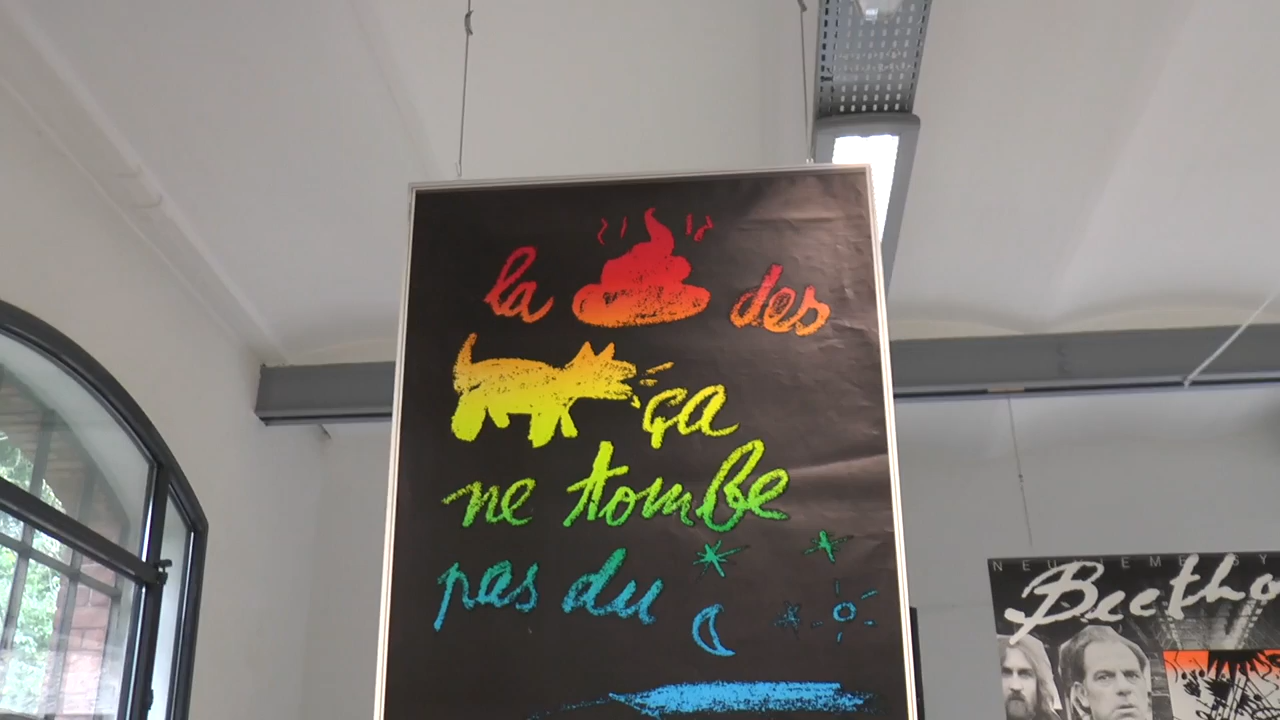 la des
ça
ne tombe
pas du
Beetho